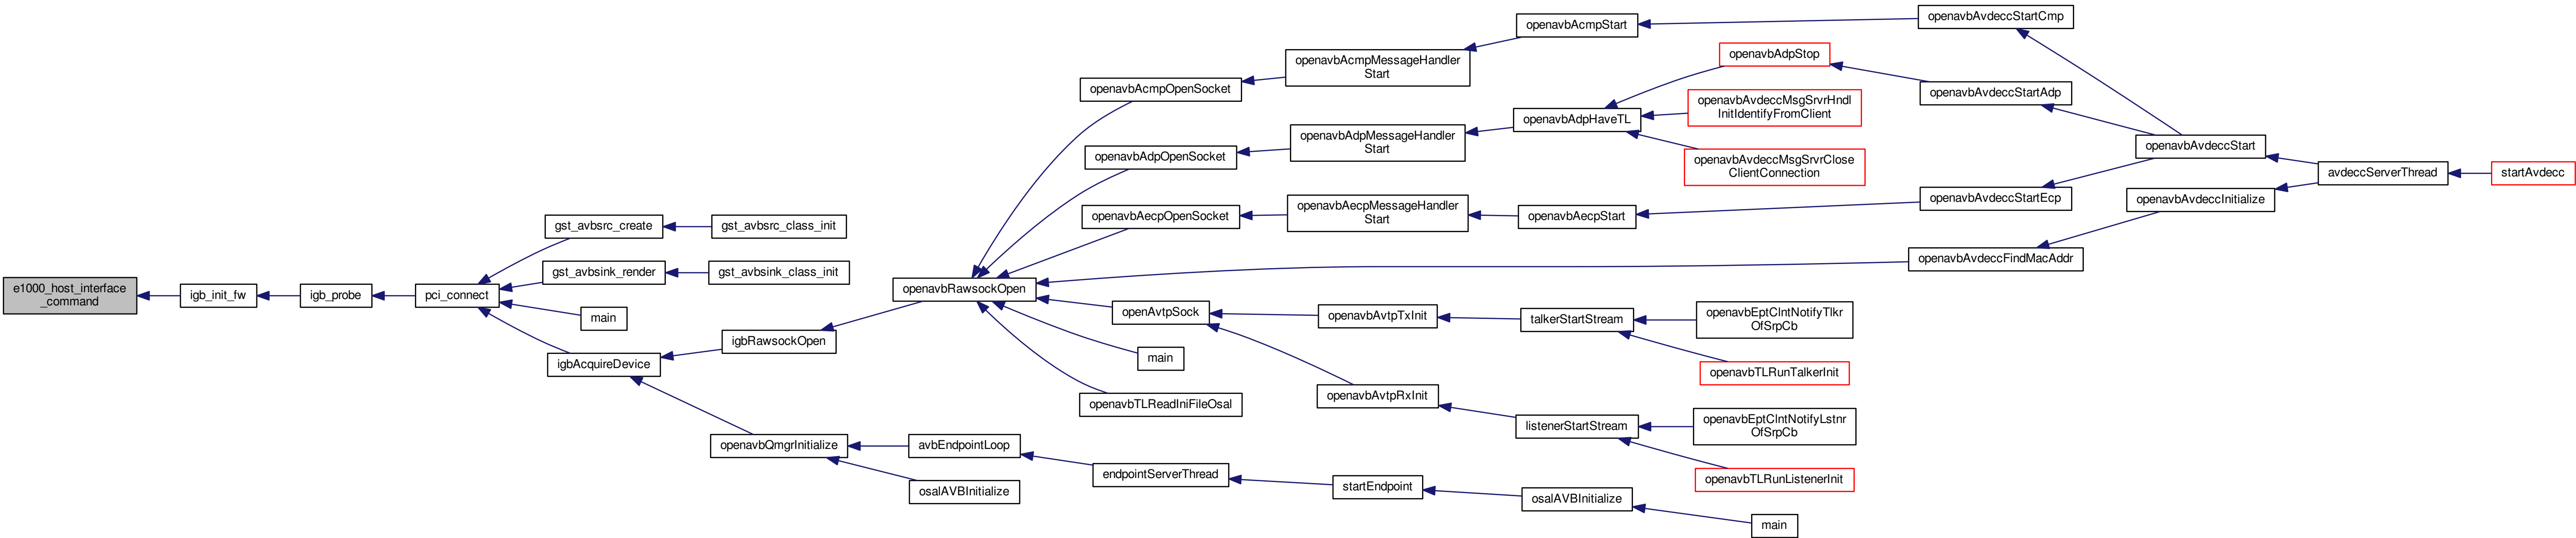 e1000_host_interface
_command
igb_init_fw
igb_probe
pci_connect
gst_avbsrc_create
gst_avbsrc_class_init
gst_avbsink_render
gst_avbsink_class_init
main
igbAcquireDevice
igbRawsockOpen
openavbRawsockOpen
openavbAcmpOpenSocket
openavbAcmpMessageHandler
Start
openavbAcmpStart
openavbAvdeccStartCmp
openavbAvdeccStart
avdeccServerThread
startAvdecc
openavbAdpOpenSocket
openavbAdpMessageHandler
Start
openavbAdpHaveTL
openavbAdpStop
openavbAvdeccStartAdp
openavbAvdeccMsgSrvrHndl
InitIdentifyFromClient
openavbAvdeccMsgSrvrClose
ClientConnection
openavbAecpOpenSocket
openavbAecpMessageHandler
Start
openavbAecpStart
openavbAvdeccStartEcp
openavbAvdeccFindMacAddr
openavbAvdeccInitialize
openAvtpSock
openavbAvtpTxInit
talkerStartStream
openavbEptClntNotifyTlkr
OfSrpCb
openavbTLRunTalkerInit
openavbAvtpRxInit
listenerStartStream
openavbEptClntNotifyLstnr
OfSrpCb
openavbTLRunListenerInit
main
openavbTLReadIniFileOsal
openavbQmgrInitialize
avbEndpointLoop
endpointServerThread
startEndpoint
osalAVBInitialize
main
osalAVBInitialize